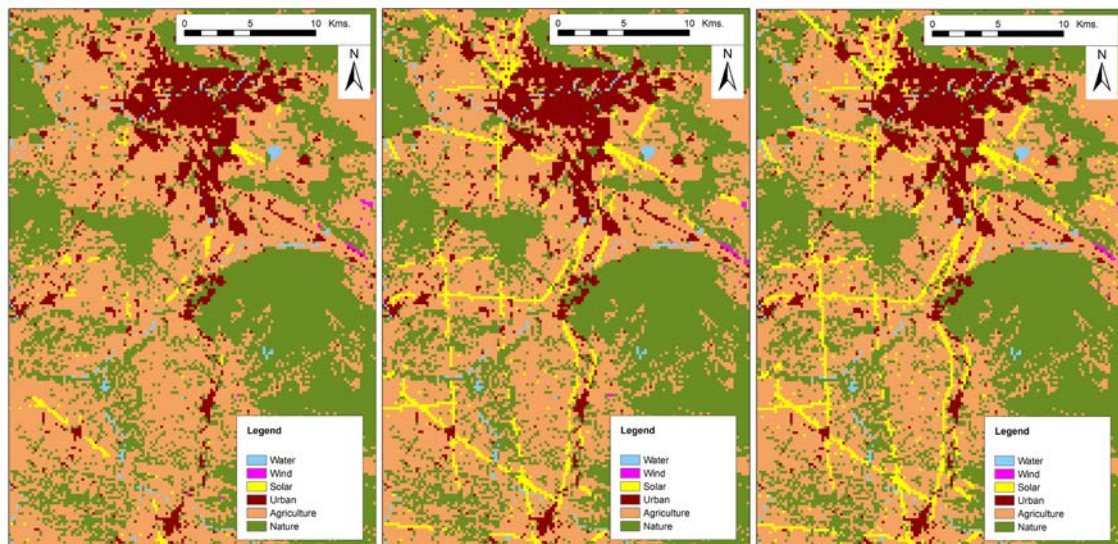 0 5 10 Kms.
N
Legend
Water
Wind
Solar
Urban
Agriculture
Nature
0 5 10 Kms.
N
Legend
Water
Wind
Solar
Urban
Agriculture
Nature
0 5 10 Kms.
N
Legend
Water
Wind
Solar
Urban
Agriculture
Nature